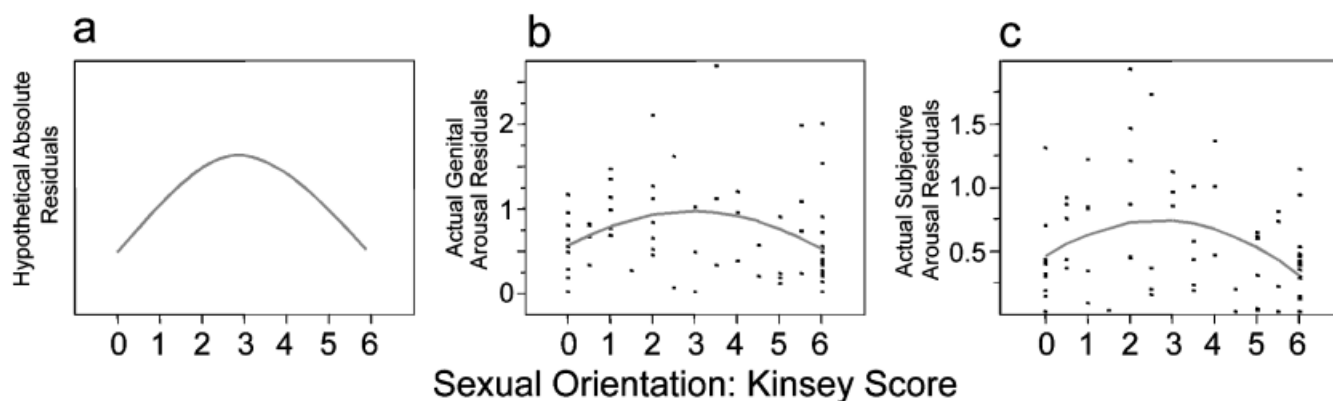 a
Hypothetical Absolute
Residuals
0 1 2 3 4 5 6
b
Actual Genital
Arousal Residuals
2
1
0
0 1 2 3 4 5 6
c
Actual Subjective
Arousal Residuals
1.5
1.0
0.5
0 1 2 3 4 5 6
Sexual Orientation: Kinsey Score